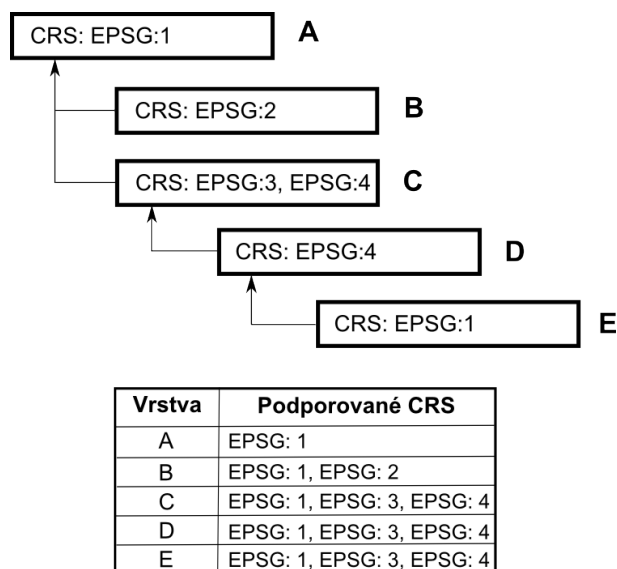 CRS: EPSG:1 A
CRS: EPSG:2 B
CRS: EPSG:3, EPSG:4 C
CRS: EPSG:4 D
CRS: EPSG:1 E
Vrstva Podporované CRS
A EPSG: 1
B EPSG: 1, EPSG: 2
C EPSG: 1, EPSG: 3, EPSG: 4
D EPSG: 1, EPSG: 3, EPSG: 4
E EPSG: 1, EPSG: 3, EPSG: 4